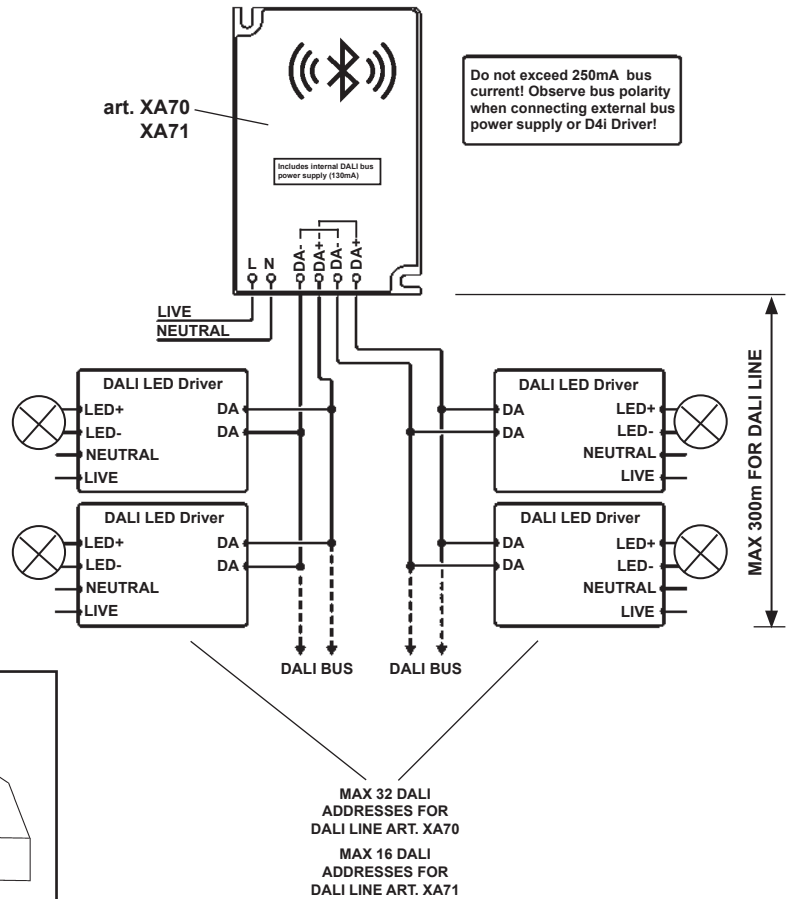 art. XA70
XA71
Do not exceed 250mA bus
current! Observe bus polarity
when connecting external bus
power supply or D4i Driver!
Includes internal DALI bus
power supply (130mA)
L N DA- DA+ DA- DA+
LIVE
NEUTRAL
DALI LED Driver
LED+ DA
LED- DA
NEUTRAL
LIVE
DALI LED Driver
DA LED+
DA LED-
NEUTRAL
LIVE
DALI LED Driver
LED+ DA
LED- DA
NEUTRAL
LIVE
DALI LED Driver
DA LED+
DA LED-
NEUTRAL
LIVE
MAX 300m FOR DALI LINE
DALI BUS DALI BUS
MAX 32 DALI
ADDRESSES FOR
DALI LINE ART. XA70
MAX 16 DALI
ADDRESSES FOR
DALI LINE ART. XA71